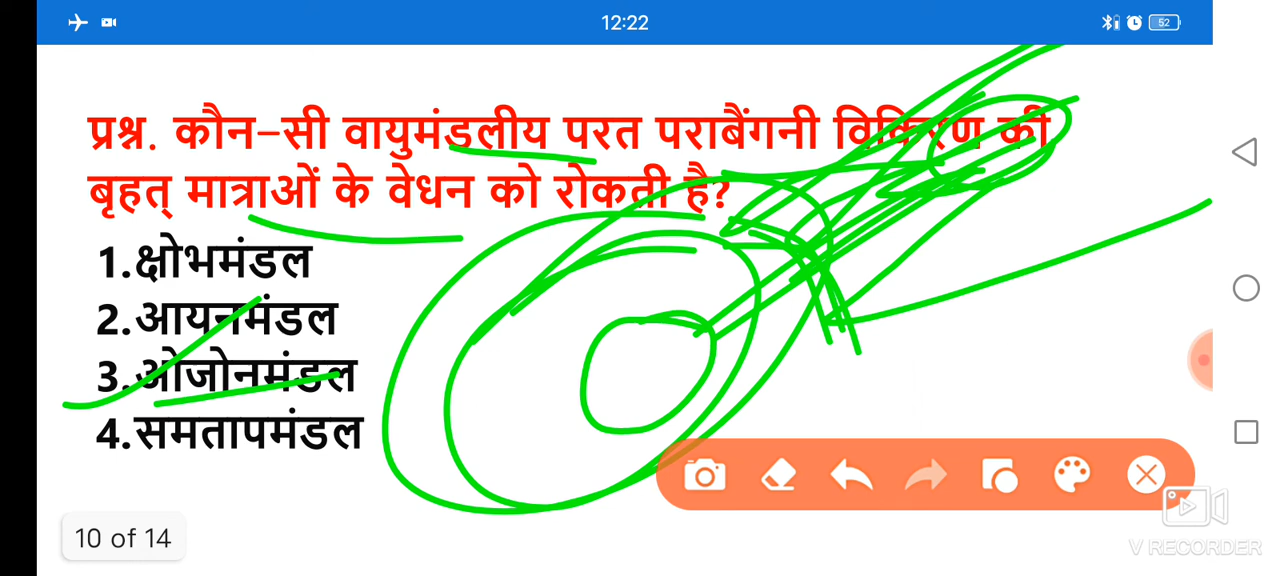 12:22
52
प्रश्न. कौन-सी वायुमंडलीय परत पराबैंगनी विकिरण की
बृहत् मात्राओं के वेधन को रोकती है?
1.क्षोभमंडल
2.आयनमंडल
3.ओजोनमंडल
4.समतापमंडल
10 of 14
V RECORDER